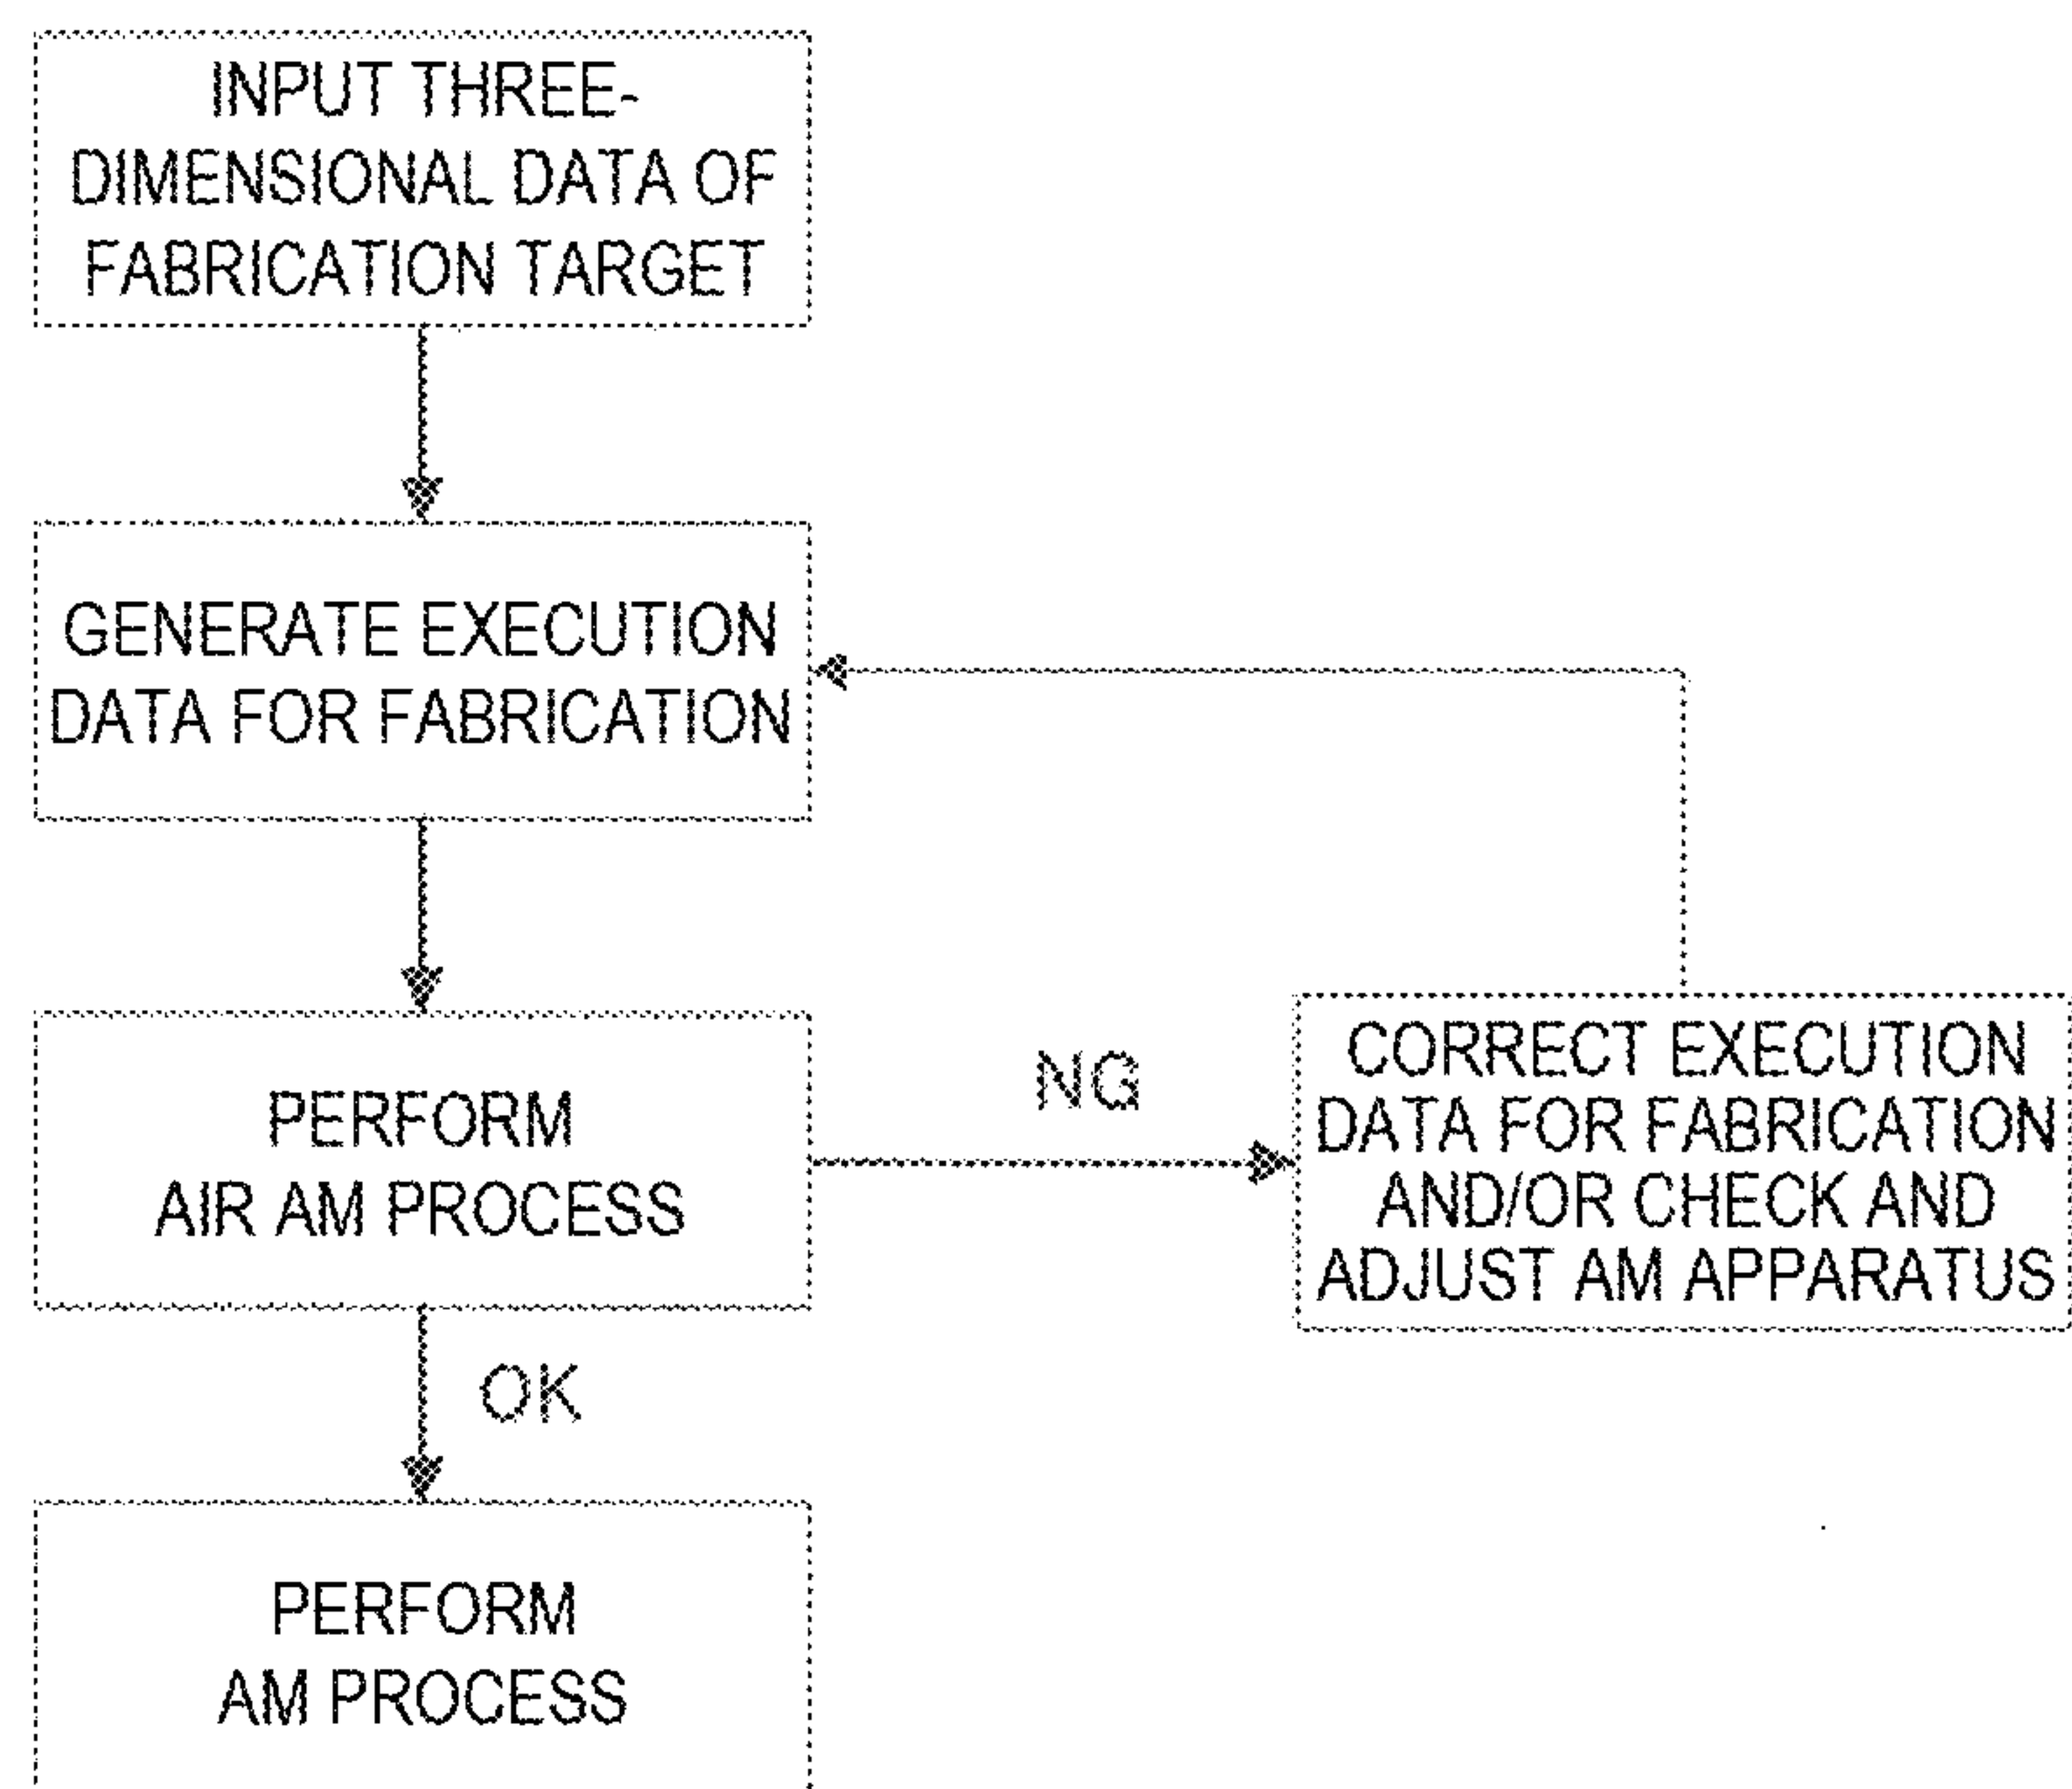 INPUT THREE-
DIMENSIONAL DATA OF
FABRICATION TARGET
GENERATE EXECUTION
DATA FOR FABRICATION
PERFORM
AIR AM PROCESS
NG
CORRECT EXECUTION
DATA FOR FABRICATION
AND/OR CHECK AND
ADJUST AM APPARATUS
OK
PERFORM
AM PROCESS